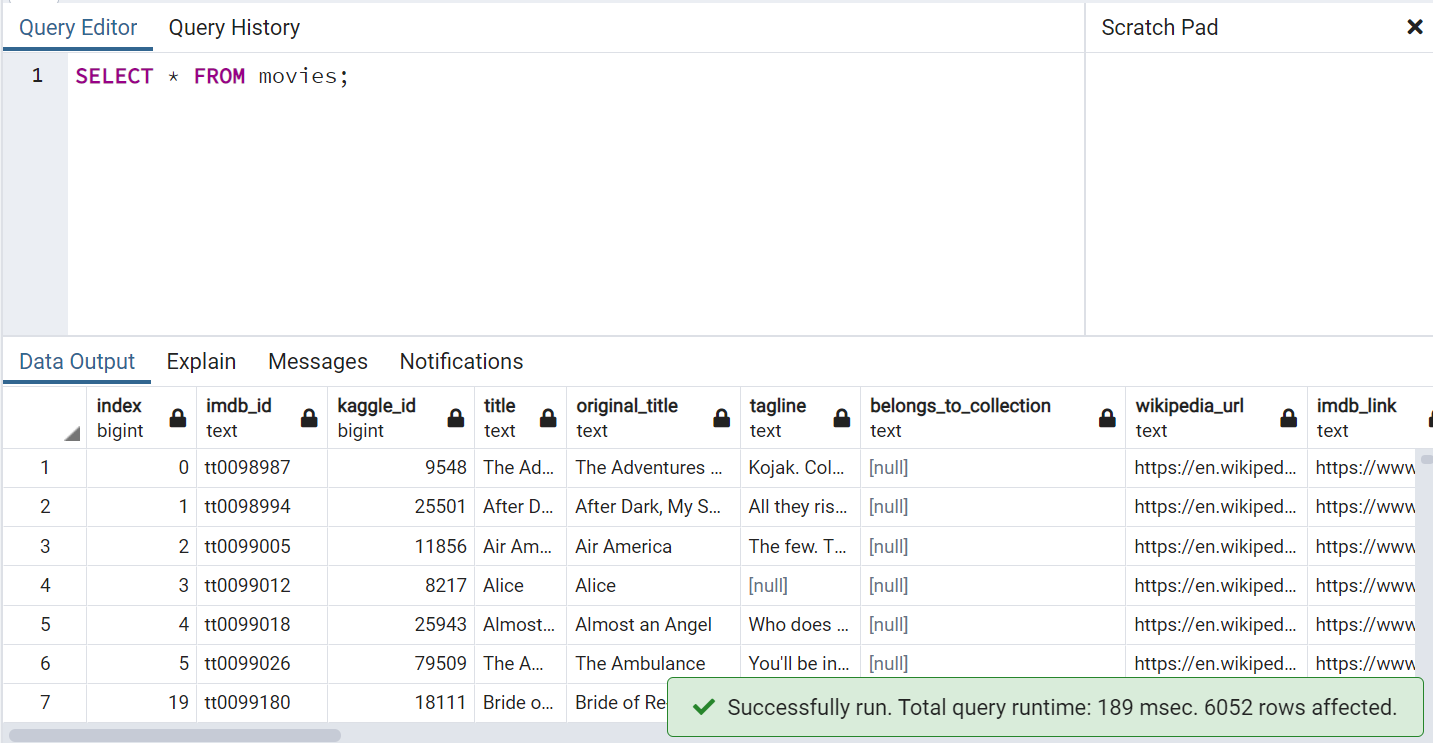 Query Editor Query History Scratch Pad
1 SELECT * FROM movies;
Data Output Explain Messages Notifications
index imdb_id kaggle_id title original_title tagline belongs_to_collection wikipedia_url imdb_link
bigint text bigint text text text text text text
1 0 tt0098987 9548 The Ad... The Adventures ... Kojak. Col... [null] https://en.wikiped... https://www
2 1 tt0098994 25501 After D... After Dark, My S... All they ris... [null] https://en.wikiped... https://www
3 2 tt0099005 11856 Air Am... Air America The few. T... [null] https://en.wikiped... https://www
4 3 tt0099012 8217 Alice Alice [null] [null] https://en.wikiped... https://www
5 4 tt0099018 25943 Almost... Almost an Angel Who does ... [null] https://en.wikiped... https://www
6 5 tt0099026 79509 The A... The Ambulance You'll be in... [null] https://en.wikiped... https://www
7 19 tt0099180 18111 Bride o... Bride of Re
Successfully run. Total query runtime: 189 msec. 6052 rows affected.